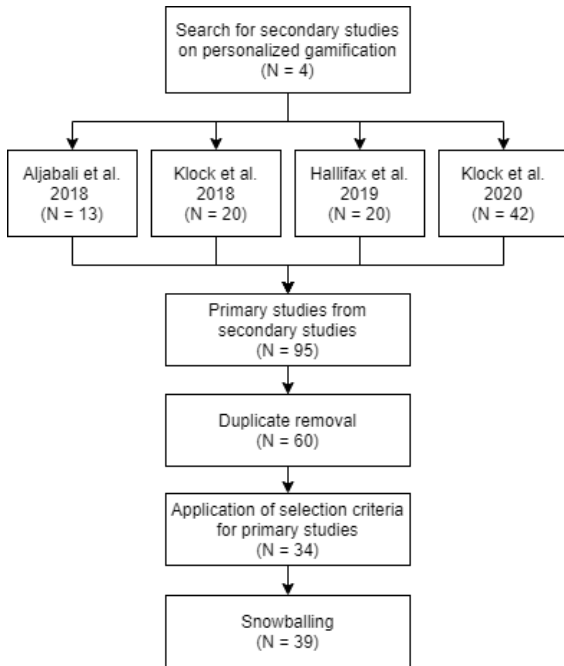 Search for secondary studies
on personalized gamification
(N = 4)
Aljabali et al.
2018
(N = 13)
Klock et al.
2018
(N = 20)
Hallifax et al.
2019
(N = 20)
Klock et al.
2020
(N = 42)
Primary studies from
secondary studies
(N = 95)
Duplicate removal
(N = 60)
Application of selection criteria
for primary studies
(N = 34)
Snowballing
(N = 39)